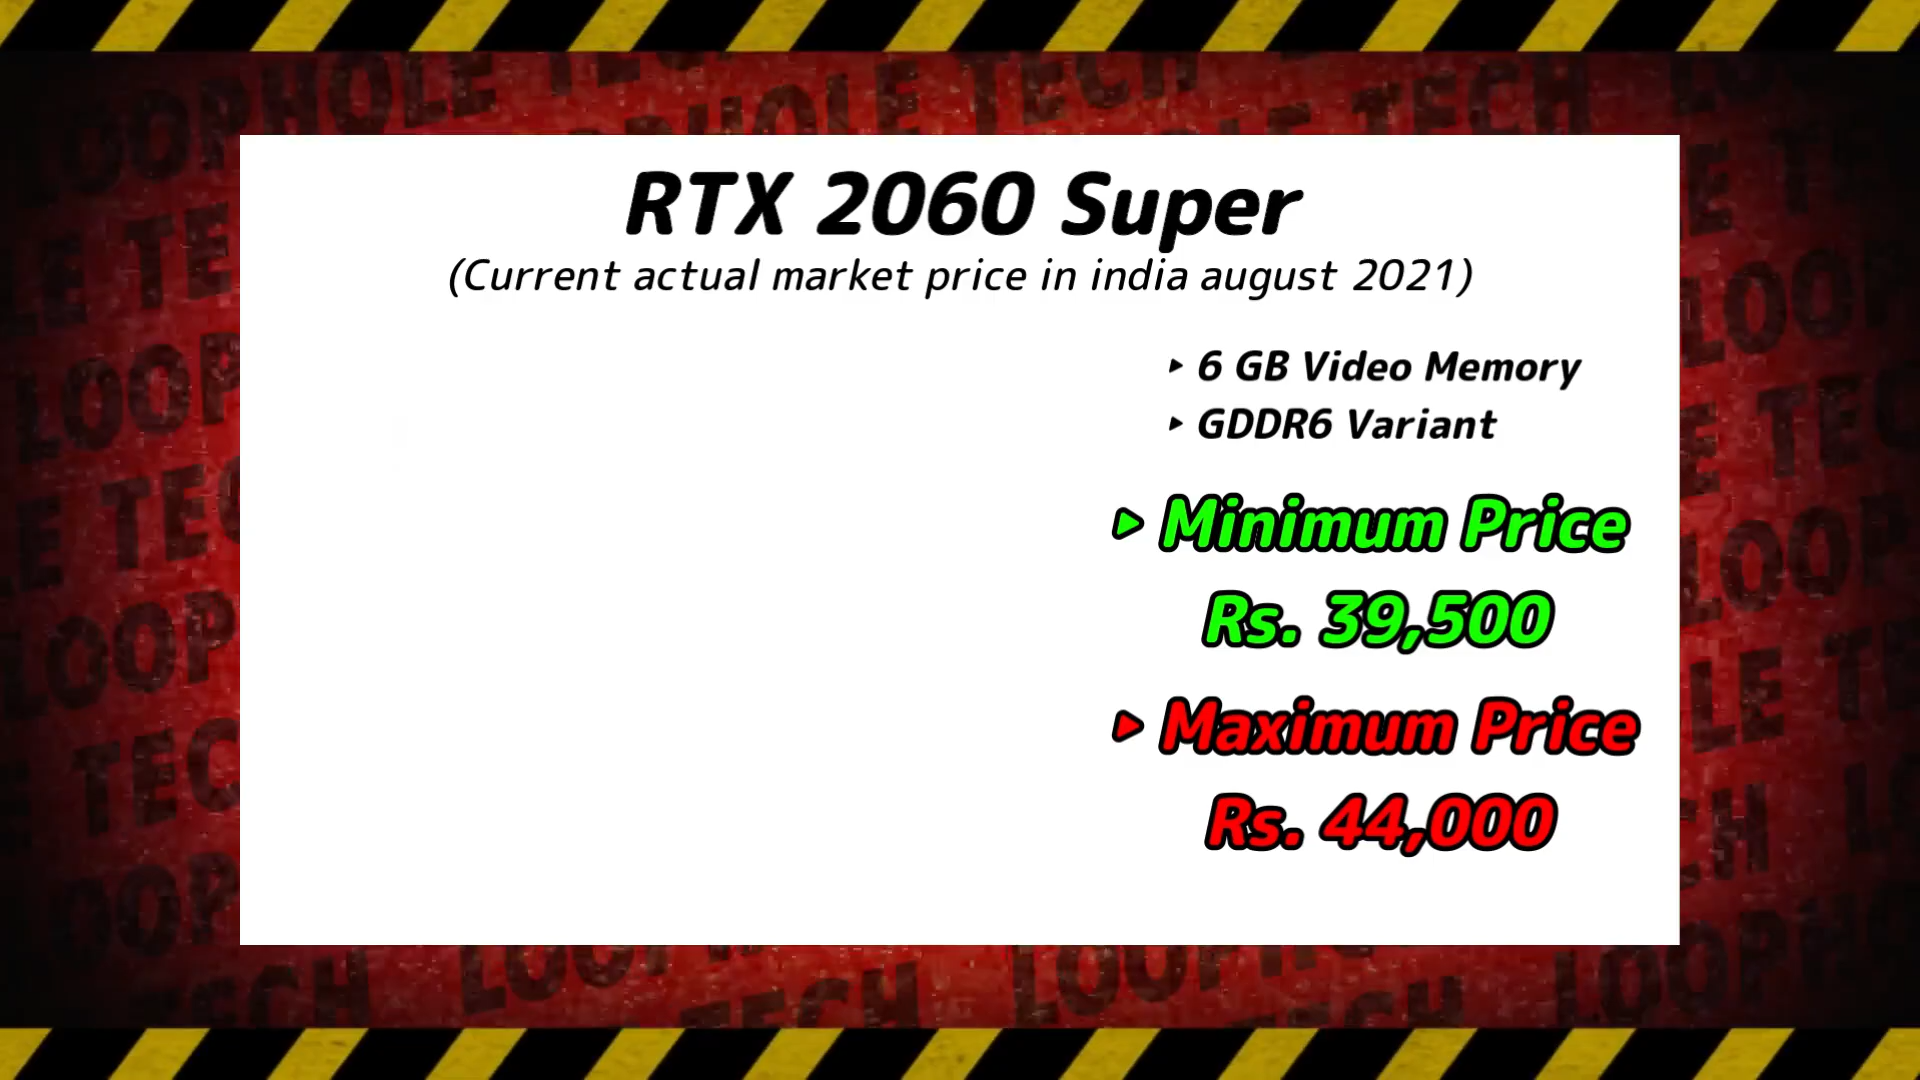 RTX 2060 Super
(Current actual market price in india august 2021)
‣ 6 GB Video Memory
‣ GDDR6 Variant
‣ Minimum Price
Rs. 39,500
‣ Maximum Price
Rs. 44,000